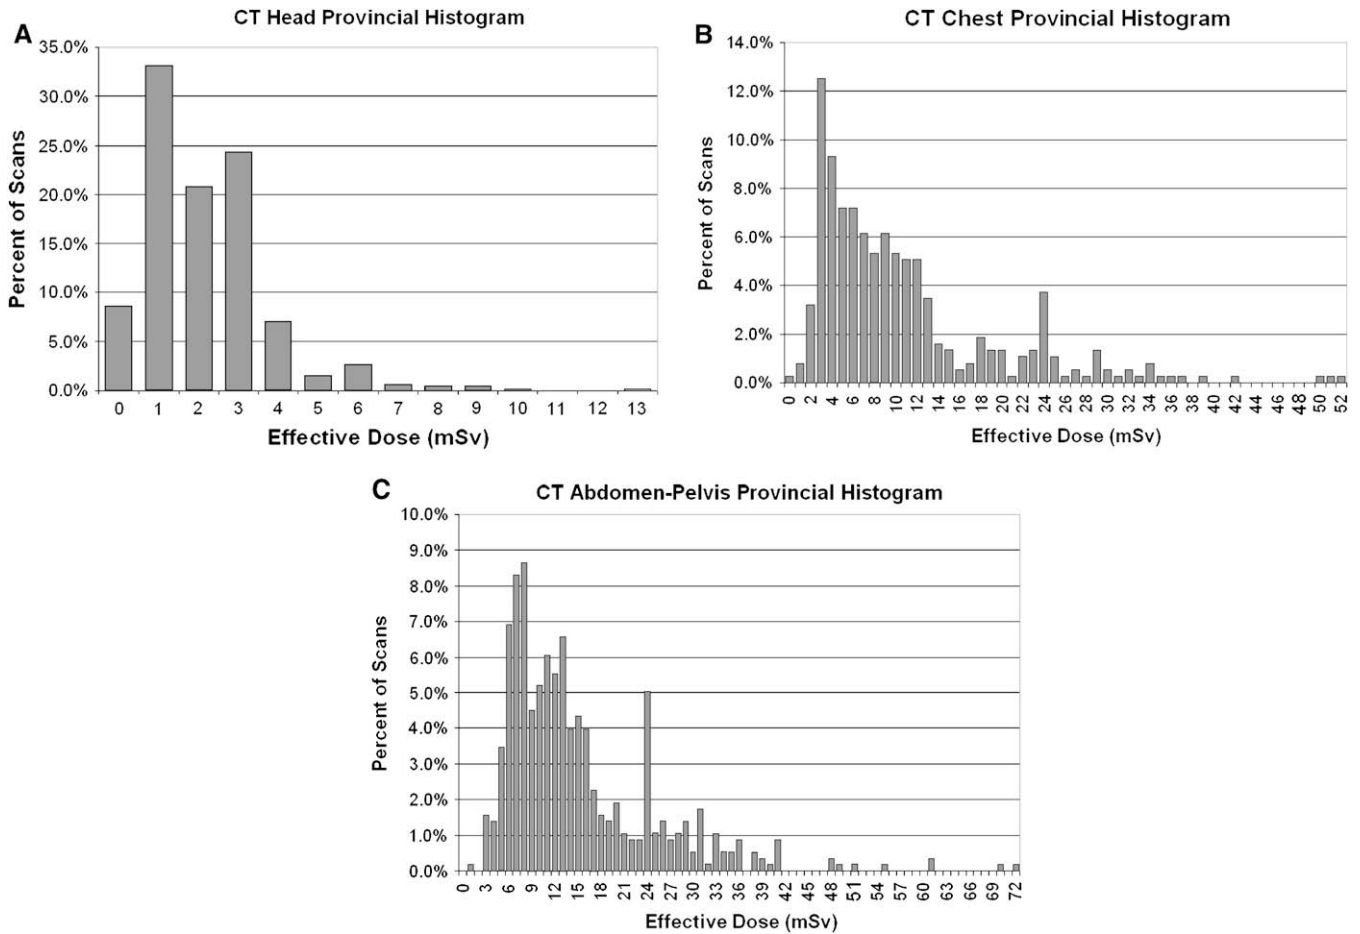 A
CT Head Provincial Histogram
35.0%
30.0%
25.0%
20.0%
15.0%
10.0%
5.0%
0.0%
Percent of Scans
0 1 2 3 4 5 6 7 8 9 10 11 12 13
Effective Dose (mSv)
B
CT Chest Provincial Histogram
14.0%
12.0%
10.0%
8.0%
6.0%
4.0%
2.0%
0.0%
Percent of Scans
0 2 4 6 8 10 12 14 16 18 20 22 24 26 28 30 32 34 36 38 40 42 44 46 48 50 52
Effective Dose (mSv)
C
CT Abdomen-Pelvis Provincial Histogram
10.0%
9.0%
8.0%
7.0%
6.0%
5.0%
4.0%
3.0%
2.0%
1.0%
0.0%
Percent of Scans
0 3 6 9 12 15 18 21 24 27 30 33 36 39 42 45 48 51 54 57 60 63 66 69 72
Effective Dose (mSv)